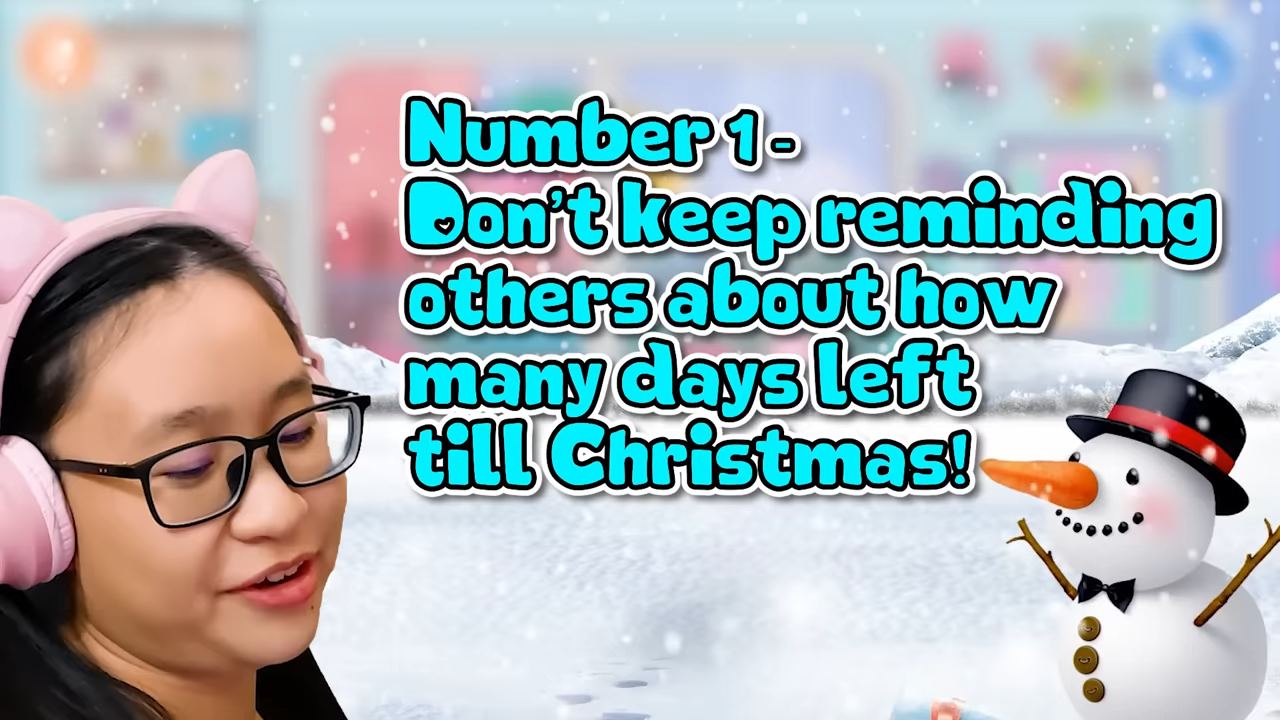 Number 1 -
Don't keep reminding
others about how
many days left
till Christmas!